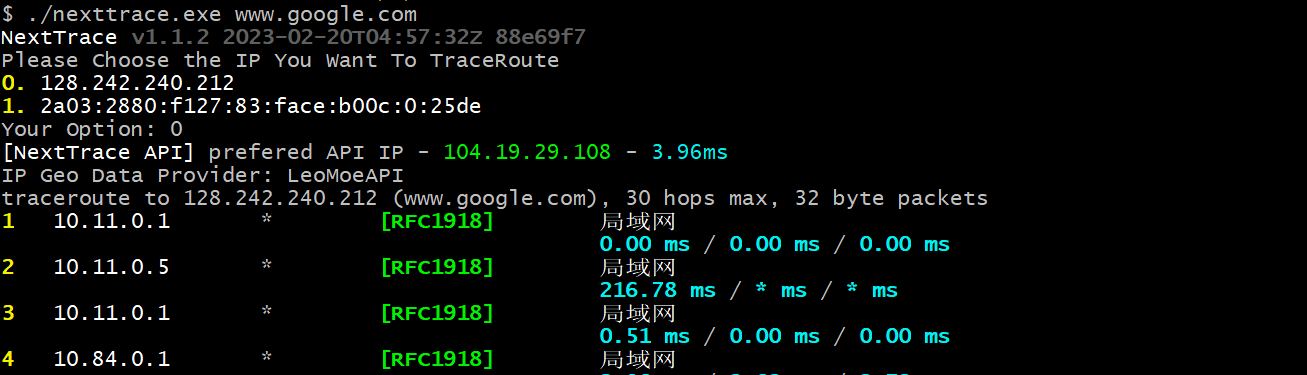 $ ./nexttrace.exe www.google.com
NextTrace v1.1.2 2023-02-20T04:57:32Z 88e69f7
Please Choose the IP You Want To TraceRoute
0. 128.242.240.212
1. 2a03:2880:f127:83:face:b00c:0:25de
Your Option: 0
[NextTrace API] prefered API IP - 104.19.29.108 - 3.96ms
IP Geo Data Provider: LeoMoeAPI
traceroute to 128.242.240.212 (www.google.com), 30 hops max, 32 byte packets
1 10.11.0.1 * [RFC1918] 局域网
0.00 ms / 0.00 ms / 0.00 ms
2 10.11.0.5 * [RFC1918] 局域网
216.78 ms / * ms / * ms
3 10.11.0.1 * [RFC1918] 局域网
0.51 ms / 0.00 ms / 0.00 ms
4 10.84.0.1 * [RFC1918] 局域网